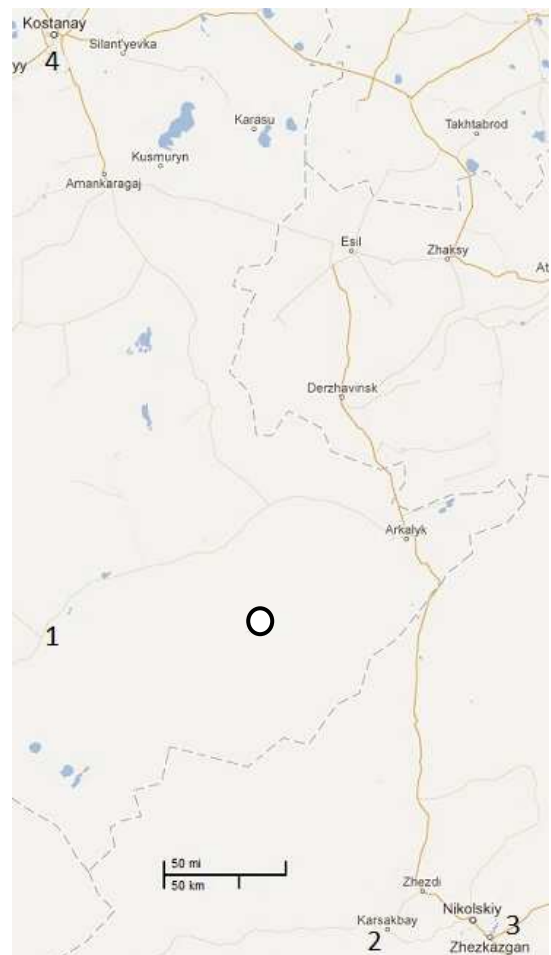 Kostanay
Silant'yevka
yy
4
Karasu
Takhtabrod
Kusmuryn
Amankaragaj
Esil
Zhaksy
At
Derzhavinsk
Arkalyk
1
50 mi
50 km
Zhezdi
Nikolskiy
Karsakbay
3
2
Zhezkazgan